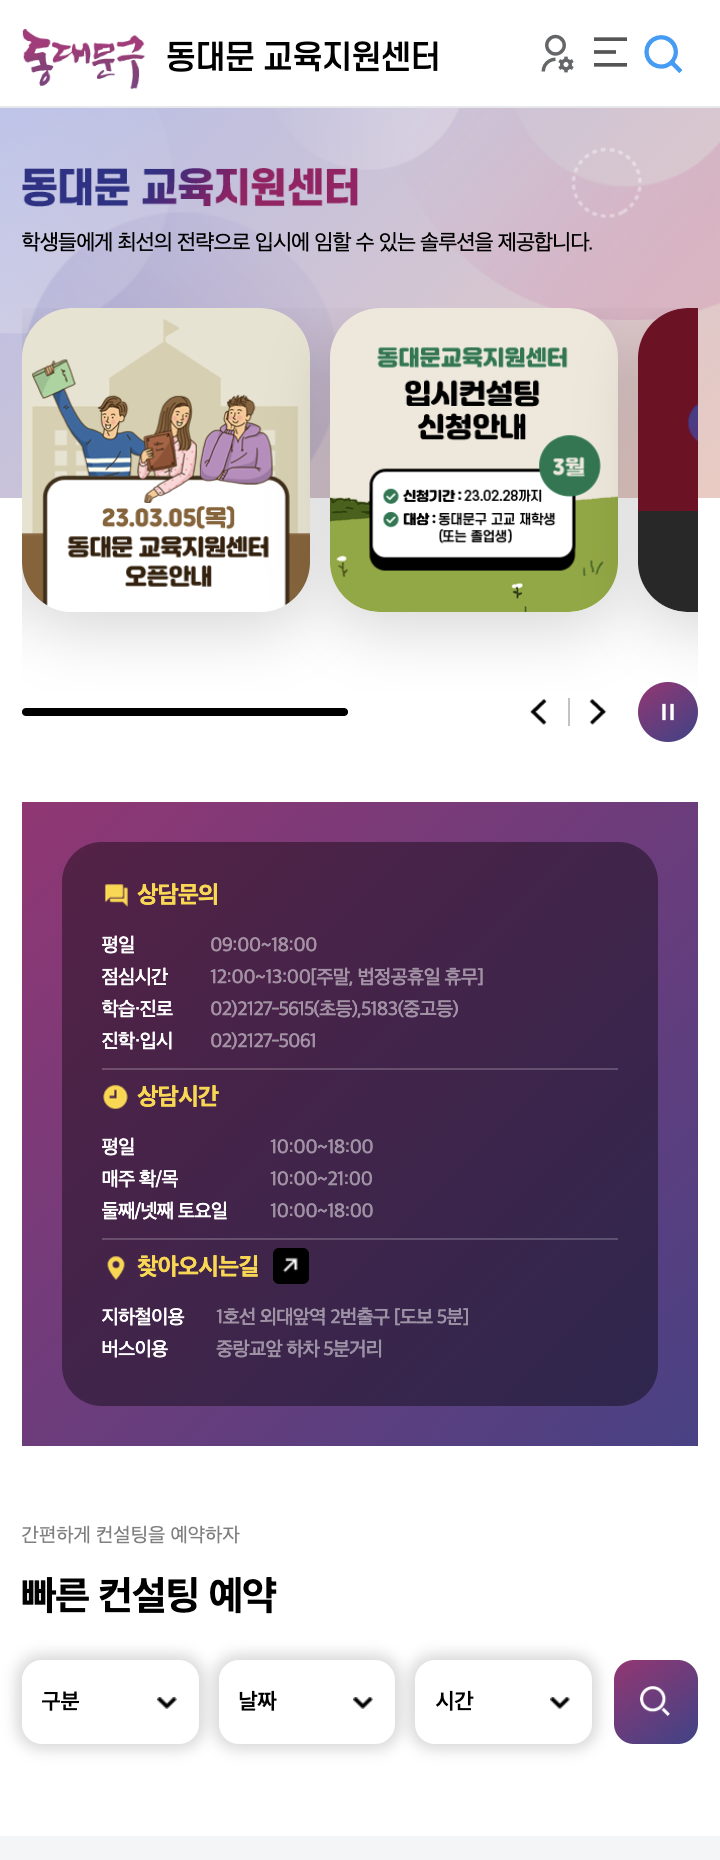 동대문구 동대문 교육지원센터
동대문 교육지원센터
학생들에게 최선의 전략으로 입시에 임할 수 있는 솔루션을 제공합니다.
23.03.05(목)
동대문 교육지원센터
오픈안내
동대문교육지원센터
입시컨설팅
신청안내
3월
신청기간 : 23.02.28까지
대상 : 동대문구 고교 재학생
(또는 졸업생)
상담문의
평일 09:00~18:00
점심시간 12:00~13:00[주말, 법정공휴일 휴무]
학습·진로 02)2127-5615(초등),5183(중고등)
진학·입시 02)2127-5061
상담시간
평일 10:00~18:00
매주 화/목 10:00~21:00
둘째/넷째 토요일 10:00~18:00
찾아오시는길
지하철이용 1호선 외대앞역 2번출구 [도보 5분]
버스이용 중랑교앞 하차 5분거리
간편하게 컨설팅을 예약하자
빠른 컨설팅 예약
구분 날짜 시간